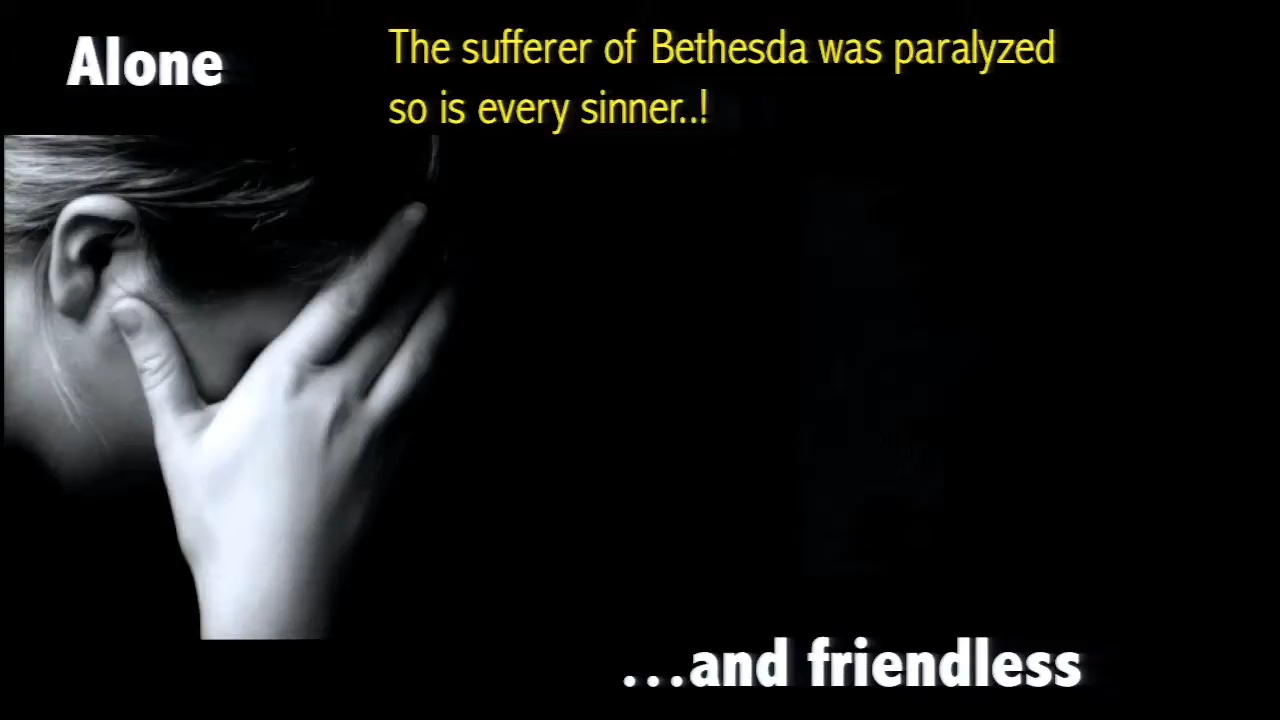 Alone
The sufferer of Bethesda was paralyzed
so is every sinner..!
...and friendless